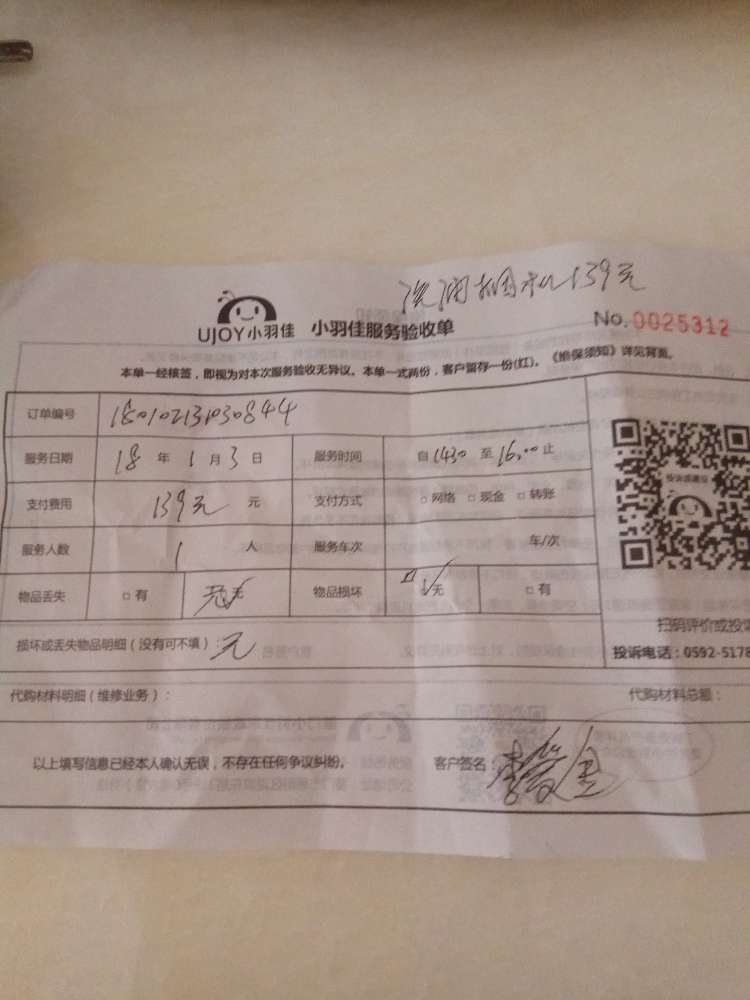 洗油烟机139元
UJOY小羽佳 小羽佳服务验收单 No.0025312
本单一经核签，即视为对本次服务验收无异议。本单一式两份，客户留存一份(红)。《维保须知》详见背面。
订单编号 18010213030844
服务日期 18年1月3日 服务时间 自1430至16:00止
支付费用 139元 元 支付方式 □网络 □现金 □转账
服务人数 1人 服务车次 车/次
物品丢失 □有 无 物品损坏 无 □有
扫码评价或投
损坏或丢失物品明细（没有可不填）：无
投诉电话：0592-5178
代购材料明细（维修业务）： 代购材料总额：
以上填写信息已经本人确认无误，不存在任何争议纠纷。 客户签名：